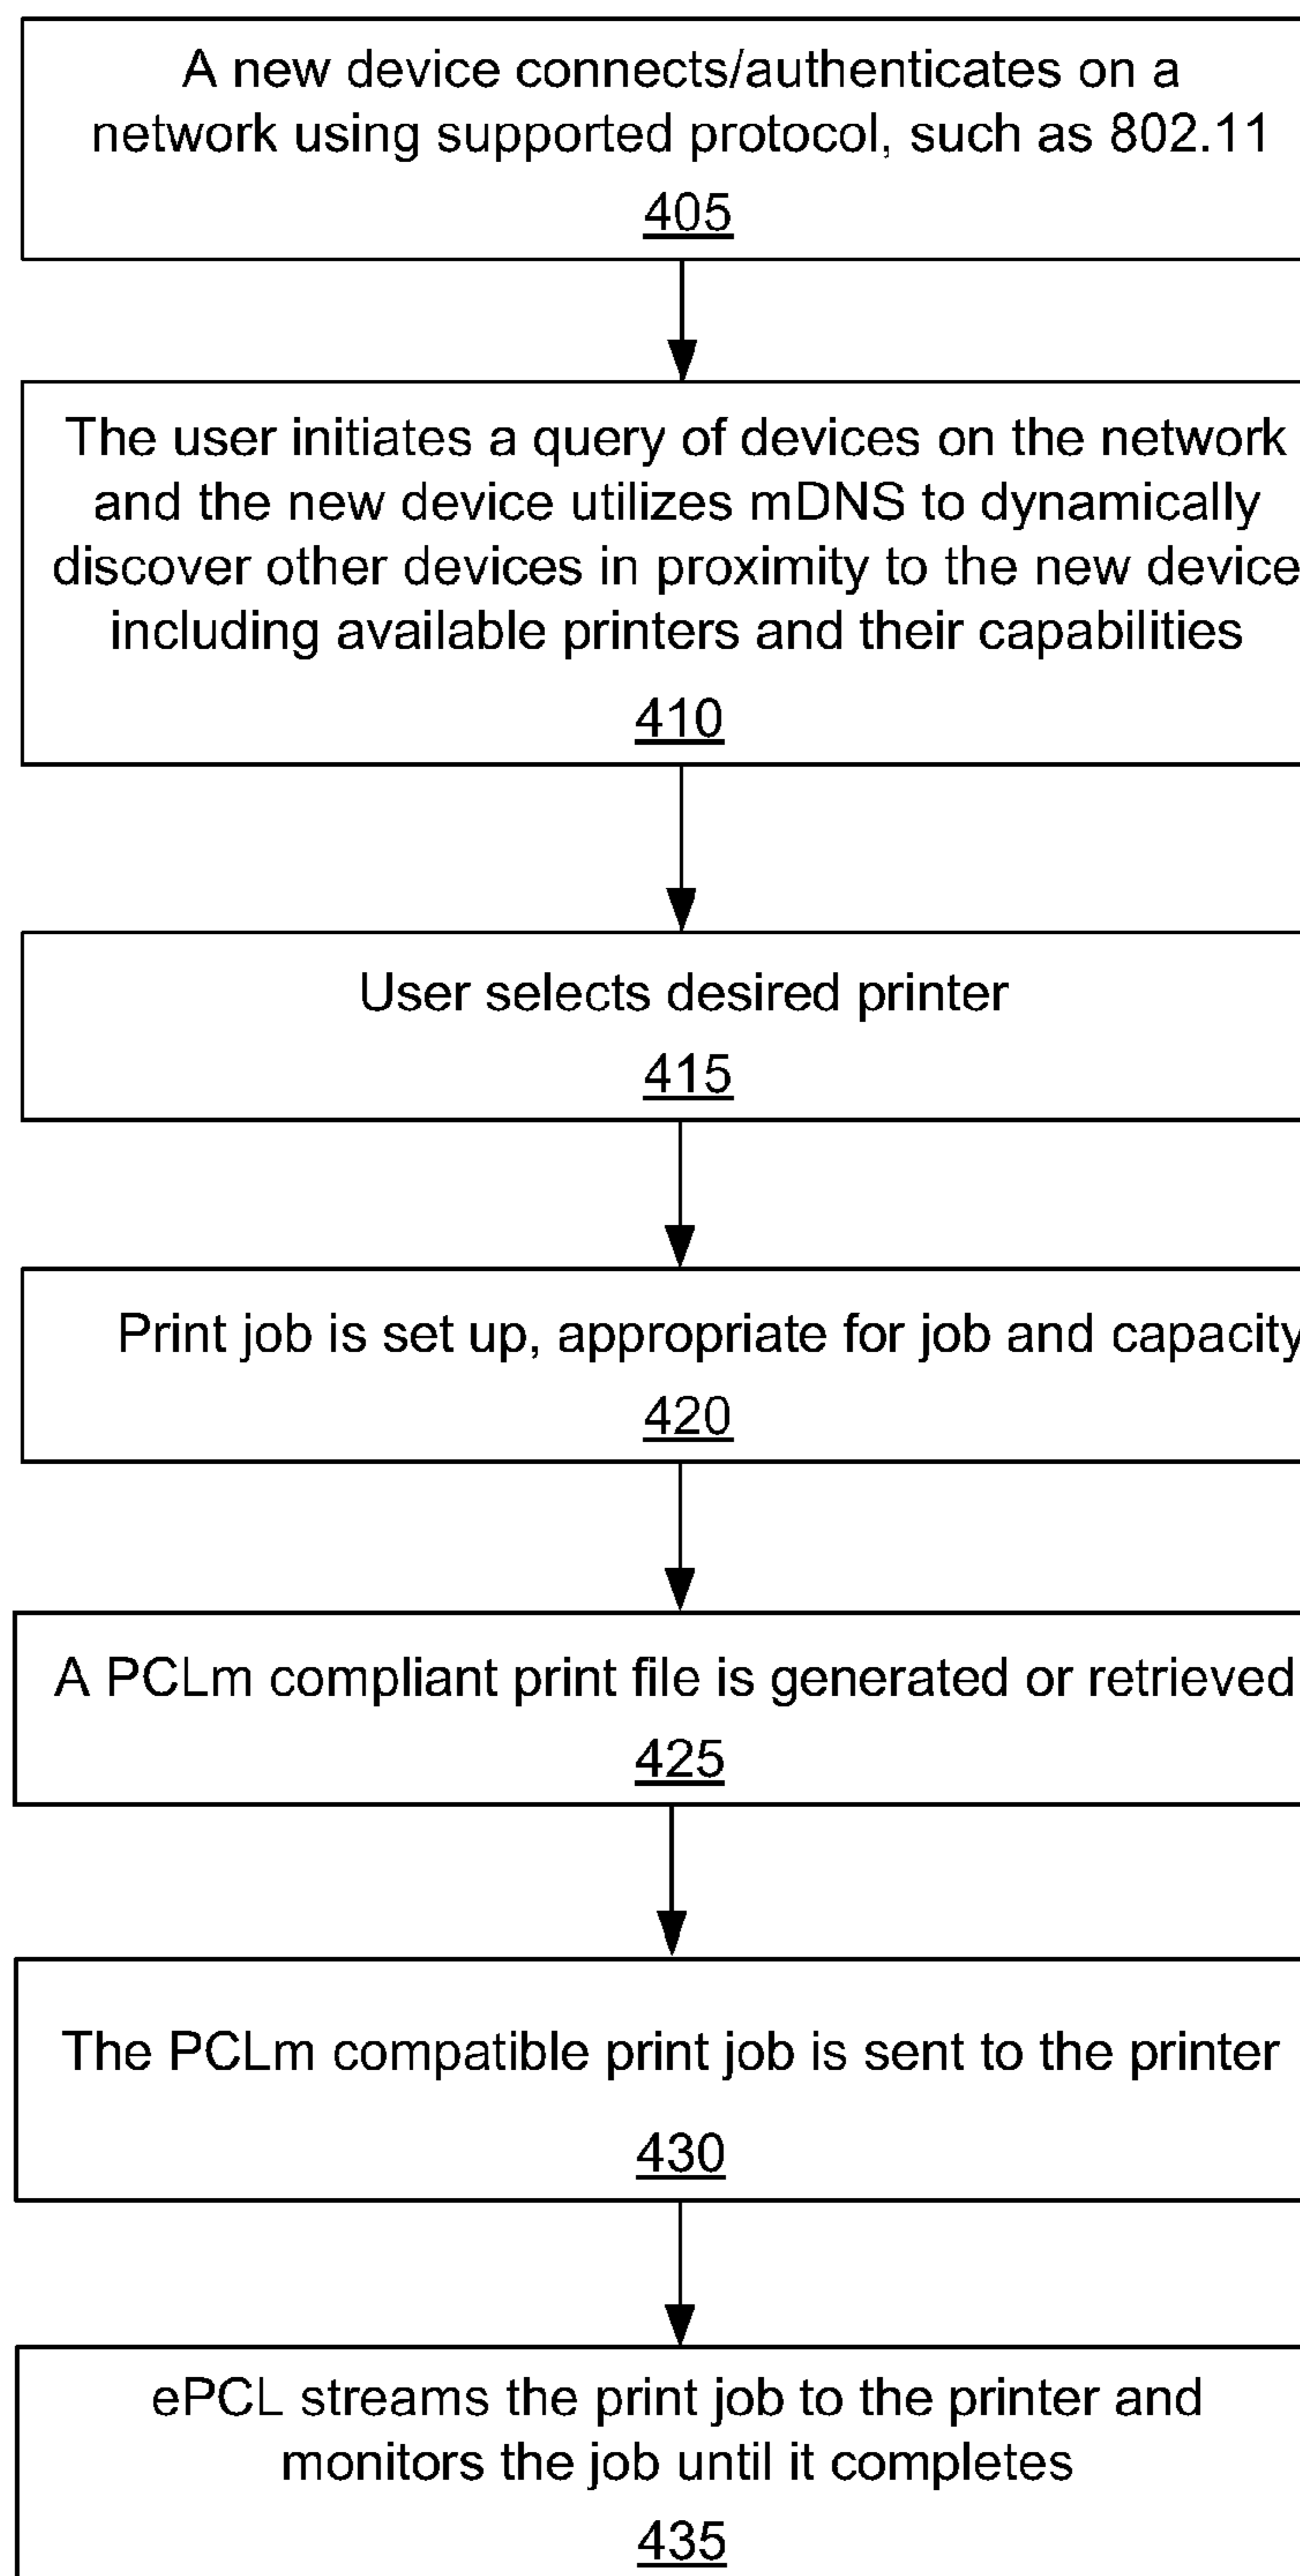 A new device connects/authenticates on a
network using supported protocol, such as 802.11
405
The user initiates a query of devices on the network
and the new device utilizes mDNS to dynamically
discover other devices in proximity to the new device
including available printers and their capabilities
410
User selects desired printer
415
Print job is set up, appropriate for job and capacity
420
A PCLm compliant print file is generated or retrieved
425
The PCLm compatible print job is sent to the printer
430
ePCL streams the print job to the printer and
monitors the job until it completes
435